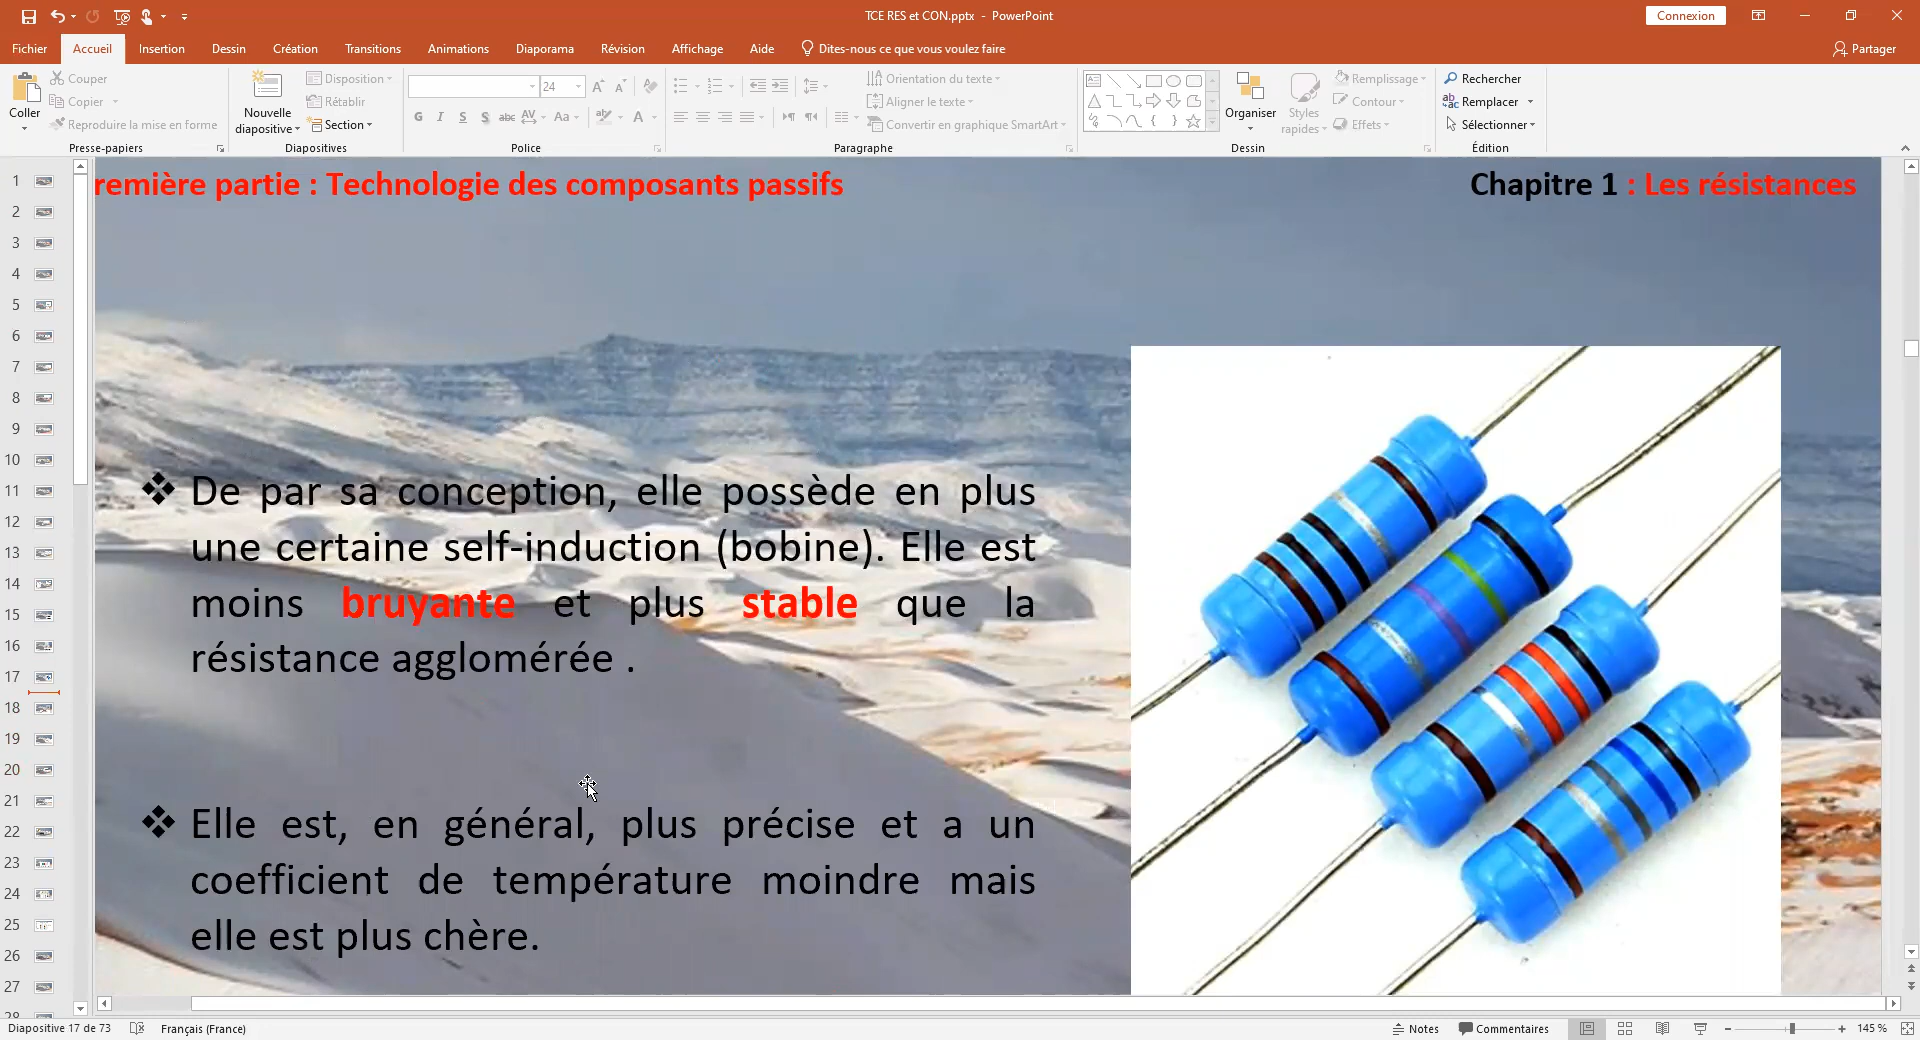 TCE RES et CON.pptx - PowerPoint
Connexion
Fichier Accueil Insertion Dessin Création Transitions Animations Diaporama Révision Affichage Aide Dites-nous ce que vous voulez faire Partager
Coller
Couper
Copier
Reproduire la mise en forme
Presse-papiers
Nouvelle
diapositive
Disposition
Rétablir
Section
Diapositives
24
G I S S abc AV Aa A
Police
Orientation du texte
Aligner le texte
Convertir en graphique SmartArt
Paragraphe
Organiser
Styles
rapides
Remplissage
Contour
Effets
Dessin
Rechercher
Remplacer
Sélectionner
Édition
1
2
3
4
5
6
7
8
9
10
11
12
13
14
15
16
17
18
19
20
21
22
23
24
25
26
27
28
remière partie : Technologie des composants passifs
Chapitre 1 : Les résistances
❖ De par sa conception, elle possède en plus
une certaine self-induction (bobine). Elle est
moins bruyante et plus stable que la
résistance agglomérée .
❖ Elle est, en général, plus précise et a un
coefficient de température moindre mais
elle est plus chère.
Diapositive 17 de 73 Français (France) Notes Commentaires 145 %